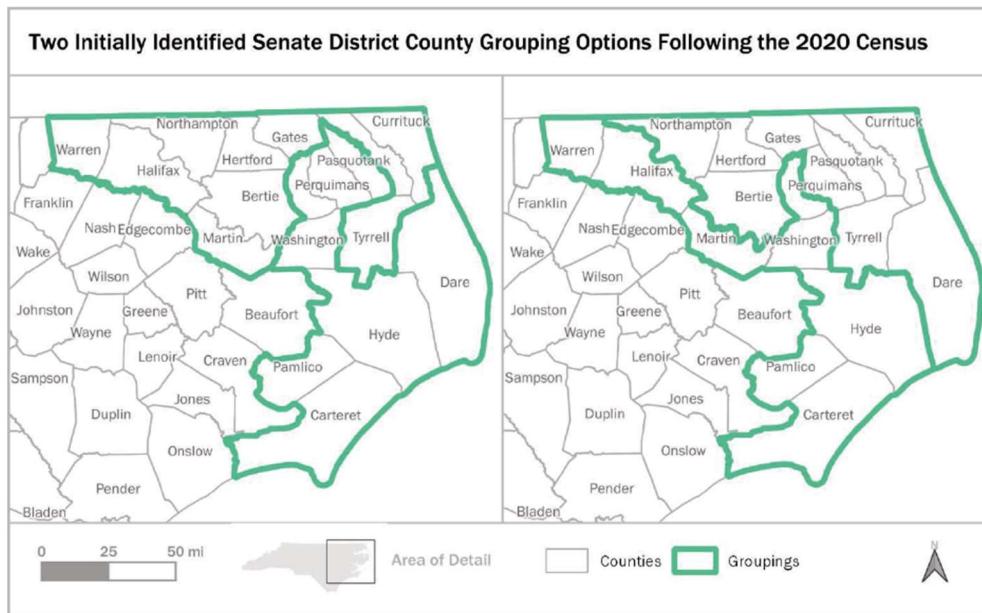 Two Initially Identified Senate District County Grouping Options Following the 2020 Census
Northampton
Currituck
Gates
Warren
Pasquotank
Hertford
Halifax
Perquimans
Bertie
Franklin
Nash
Edgecombe
Martin
Washington
Tyrrell
Wake
Wilson
Dare
Pitt
Johnston
Greene
Beaufort
Wayne
Hyde
Lenoir
Craven
Pamlico
Sampson
Jones
Duplin
Carteret
Onslow
Pender
Bladen
Northampton
Currituck
Gates
Warren
Pasquotank
Hertford
Halifax
Perquimans
Bertie
Franklin
Nash
Edgecombe
Martin
Washington
Tyrrell
Wake
Wilson
Dare
Pitt
Johnston
Greene
Beaufort
Wayne
Hyde
Lenoir
Craven
Pamlico
Sampson
Jones
Duplin
Carteret
Onslow
Pender
Bladen
0 25 50 mi
Area of Detail
Counties
Groupings
N